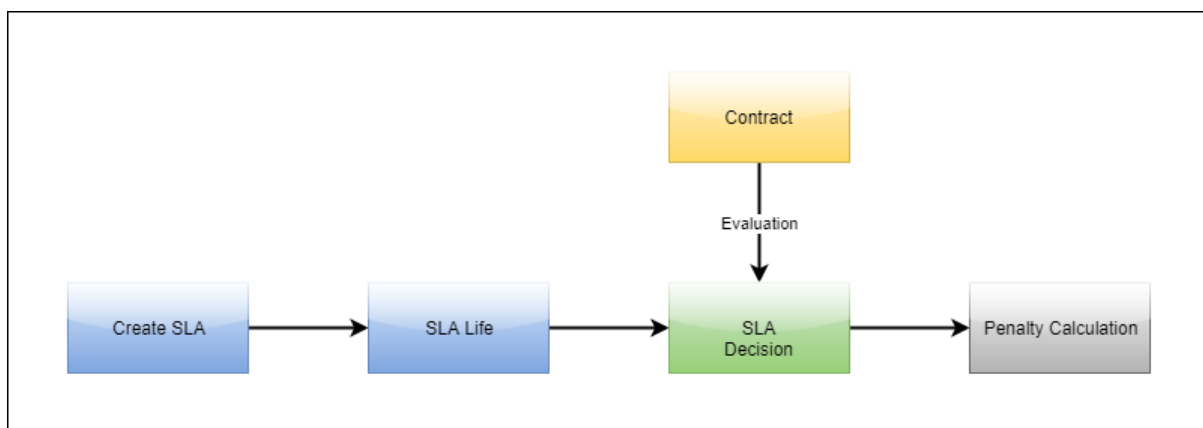 Contract
Evaluation
Create SLA
SLA Life
SLA
Decision
Penalty Calculation